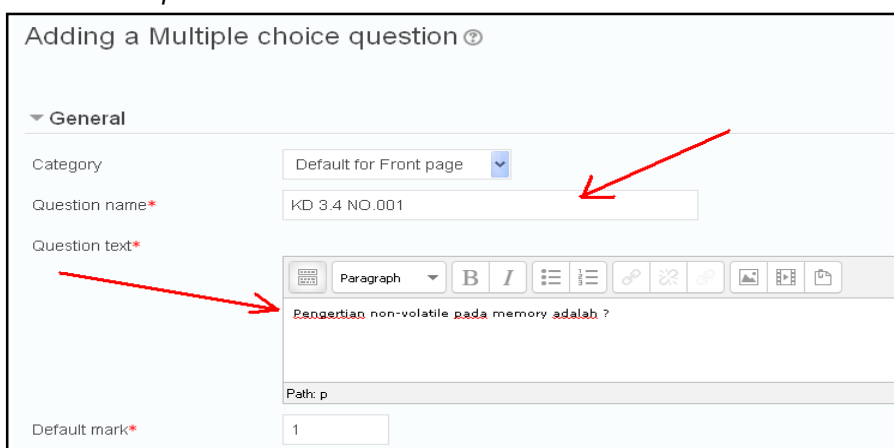 Adding a Multiple choice question
General
Category Default for Front page
Question name* KD 3.4 NO.001
Question text*
Paragraph B I
Pengertian non-volatile pada memory adalah ?
Path: p
Default mark* 1